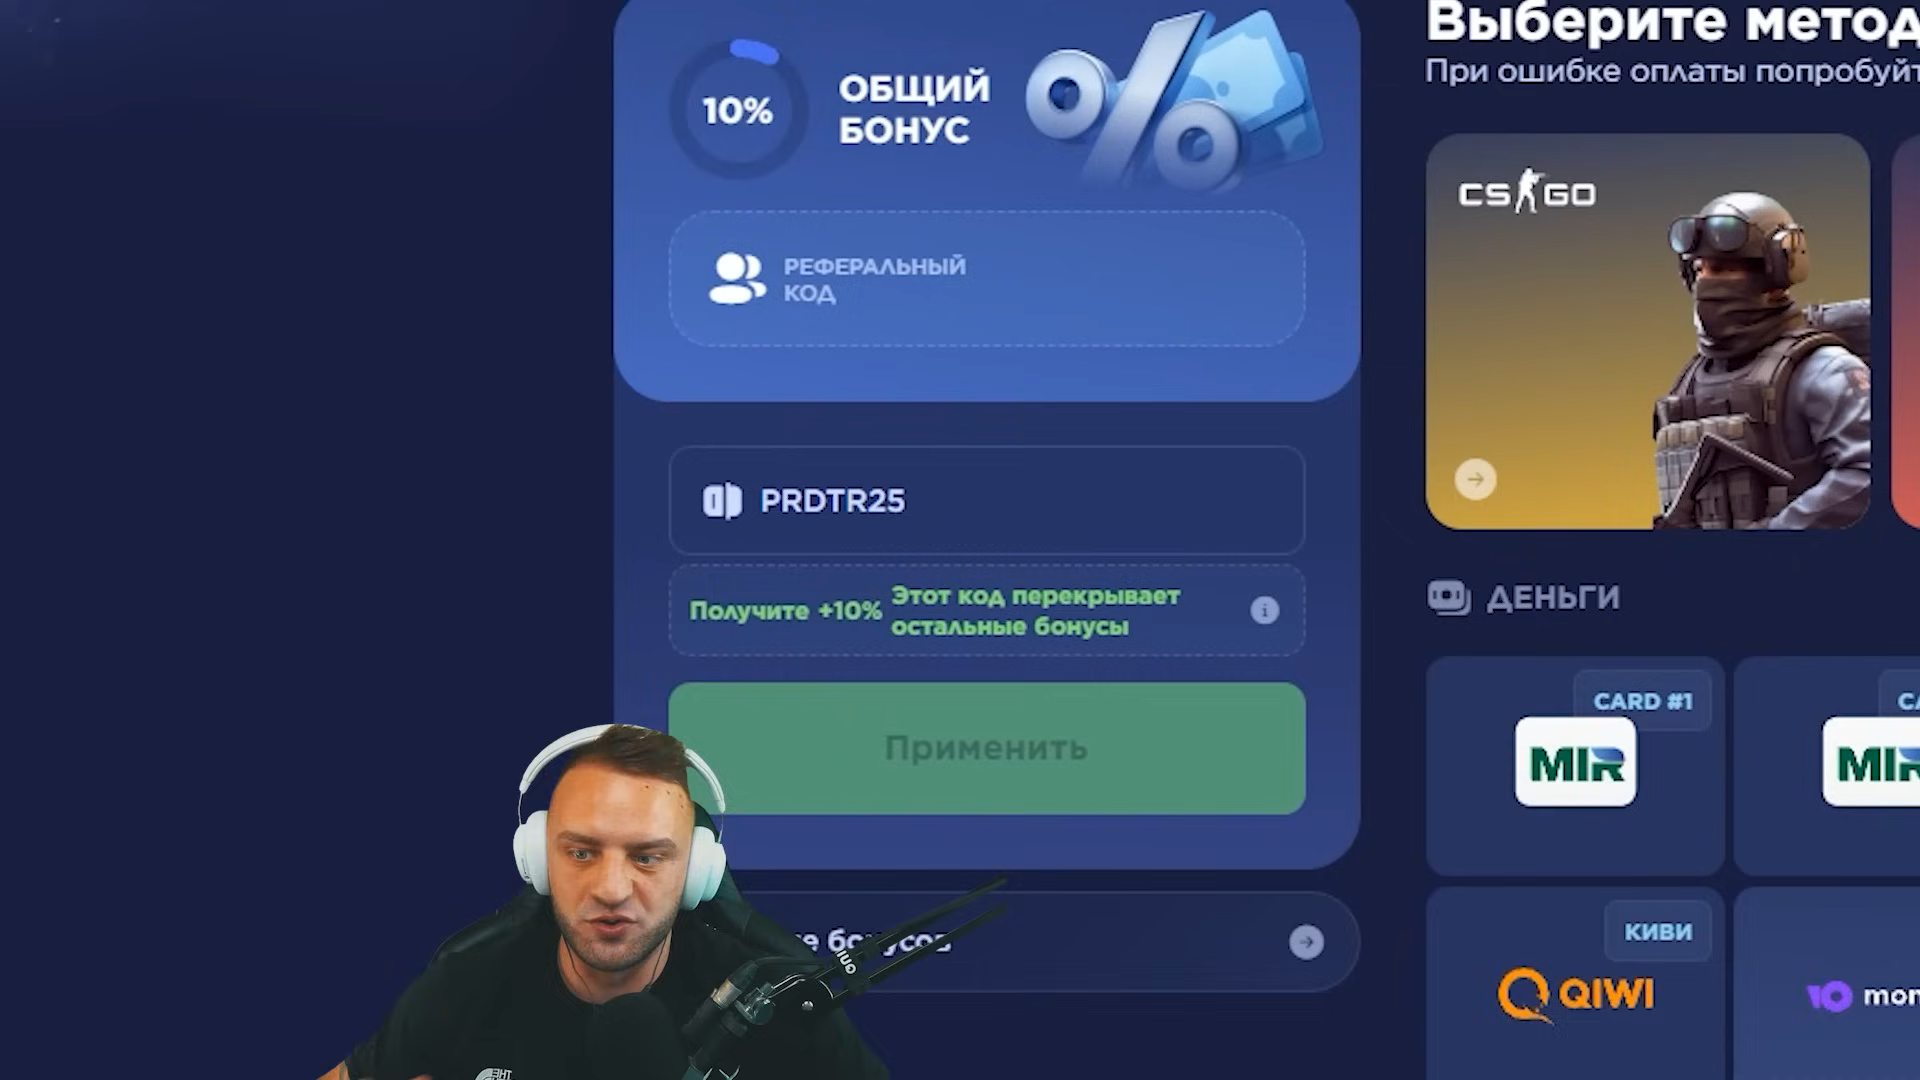 10%
ОБЩИЙ
БОНУС
РЕФЕРАЛЬНЫЙ
КОД
PRDTR25
Получите +10%
Этот код перекрывает
остальные бонусы
Применить
бонусов
Выберите метод
При ошибке оплаты попробуйт
CS GO
ДЕНЬГИ
CARD #1
MIR
MIR
КИВИ
QIWI